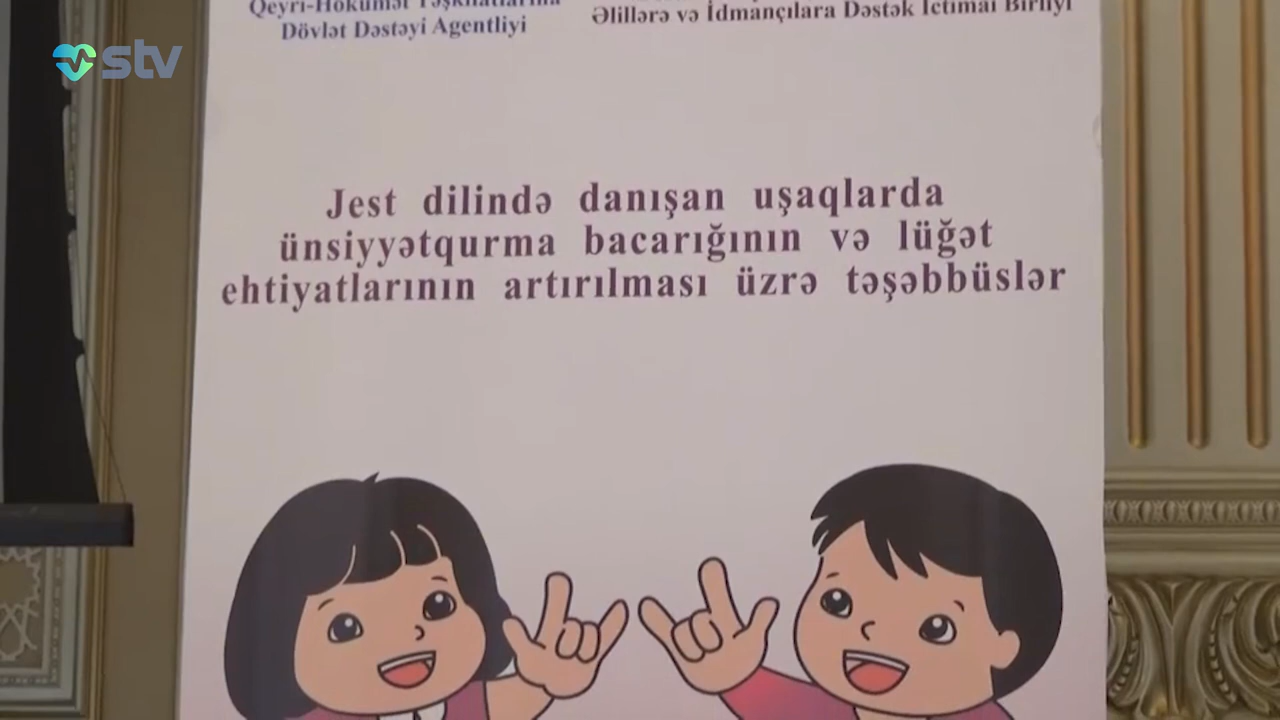 Qeyri-Hökumət Təşkilatlarına
Dövlət Dəstəyi Agentliyi
Əlillərə və İdmançılara Dəstək İctimai Birliyi
stv
Jest dilində danışan uşaqlarda
ünsiyyətqurma bacarığının və lüğət
ehtiyatlarının artırılması üzrə təşəbbüslər